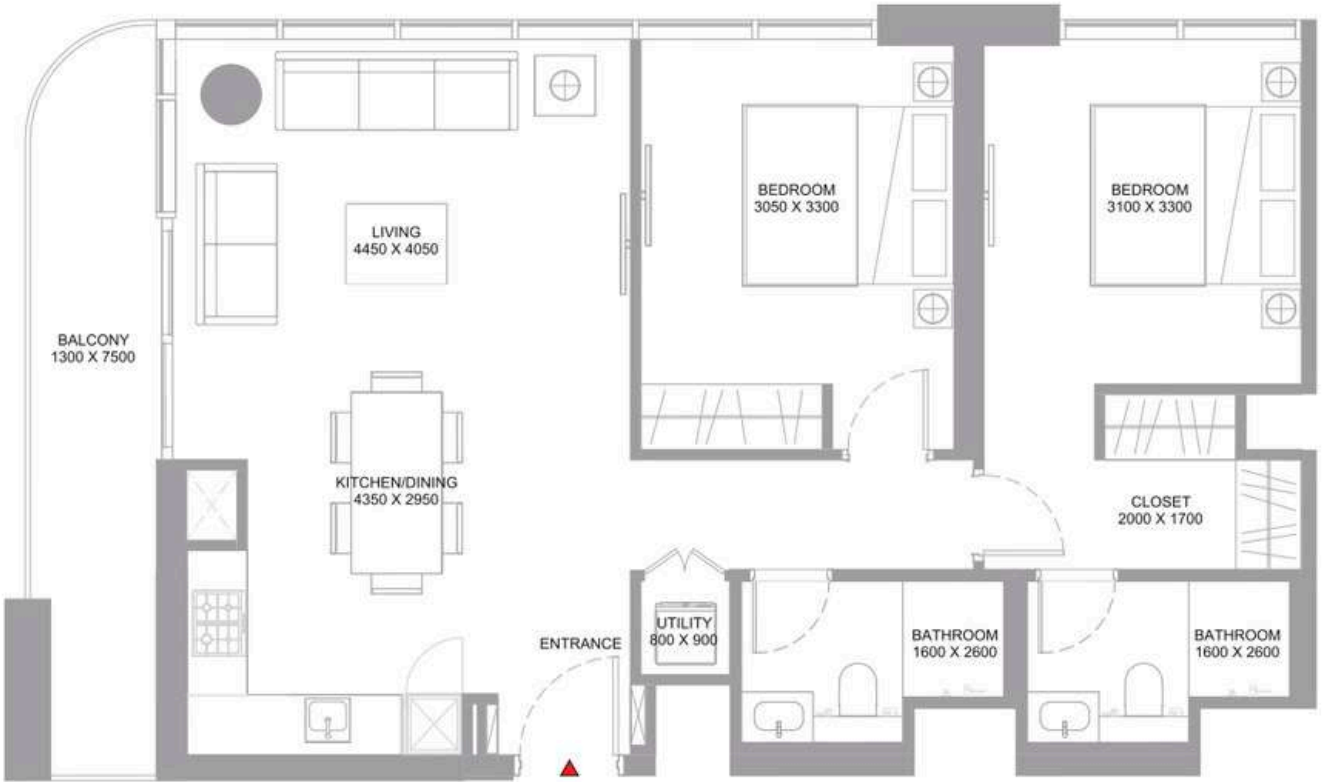 BEDROOM
3050 X 3300
BEDROOM
3100 X 3300
LIVING
4450 X 4050
BALCONY
1300 X 7500
KITCHEN/DINING
4350 X 2950
CLOSET
2000 X 1700
ENTRANCE
UTILITY
800 X 900
BATHROOM
1600 X 2600
BATHROOM
1600 X 2600